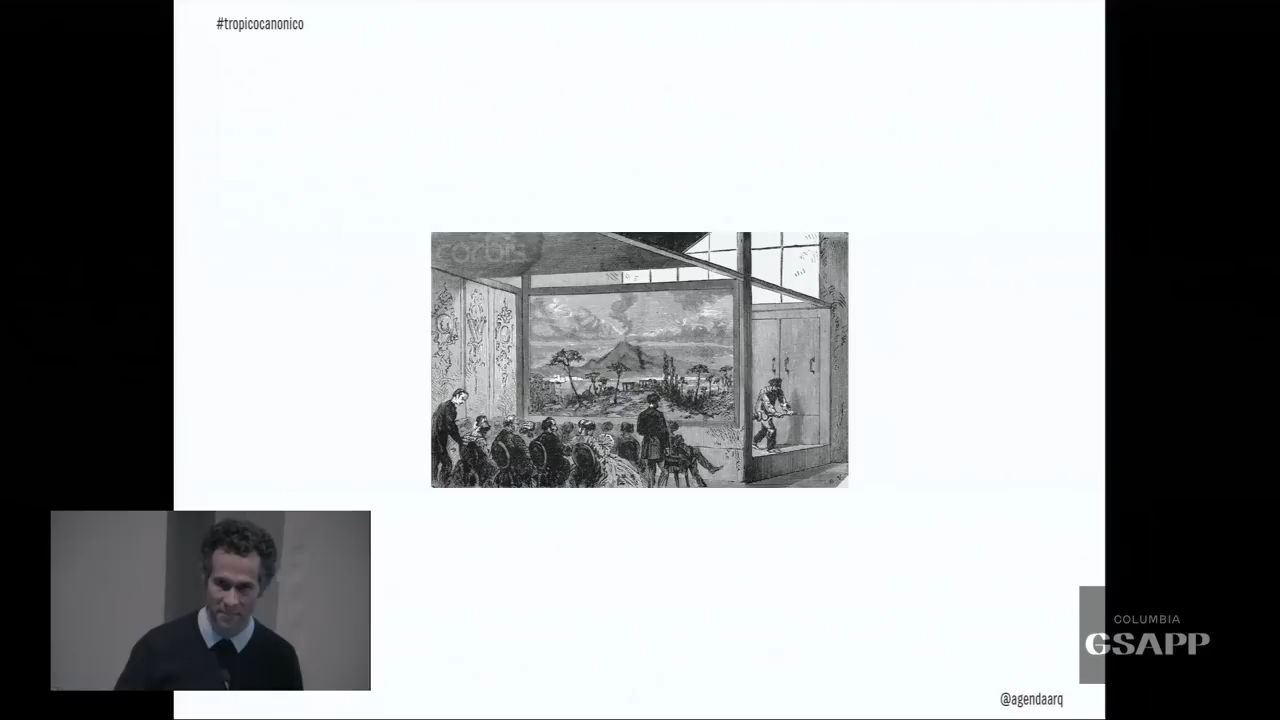 #tropicocanonico
corbis
COLUMBIA
GSAPP
@agendaarq